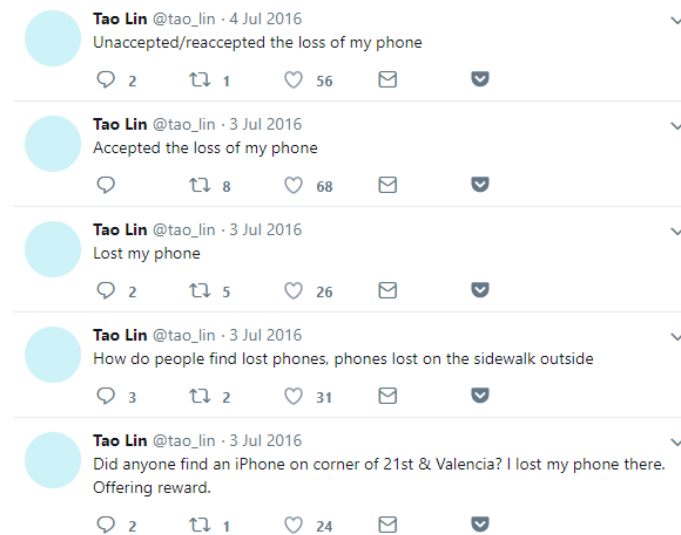 Tao Lin @tao_lin · 4 Jul 2016
Unaccepted/reaccepted the loss of my phone
2 1 56
Tao Lin @tao_lin · 3 Jul 2016
Accepted the loss of my phone
8 68
Tao Lin @tao_lin · 3 Jul 2016
Lost my phone
2 5 26
Tao Lin @tao_lin · 3 Jul 2016
How do people find lost phones, phones lost on the sidewalk outside
3 2 31
Tao Lin @tao_lin · 3 Jul 2016
Did anyone find an iPhone on corner of 21st & Valencia? I lost my phone there.
Offering reward.
2 1 24